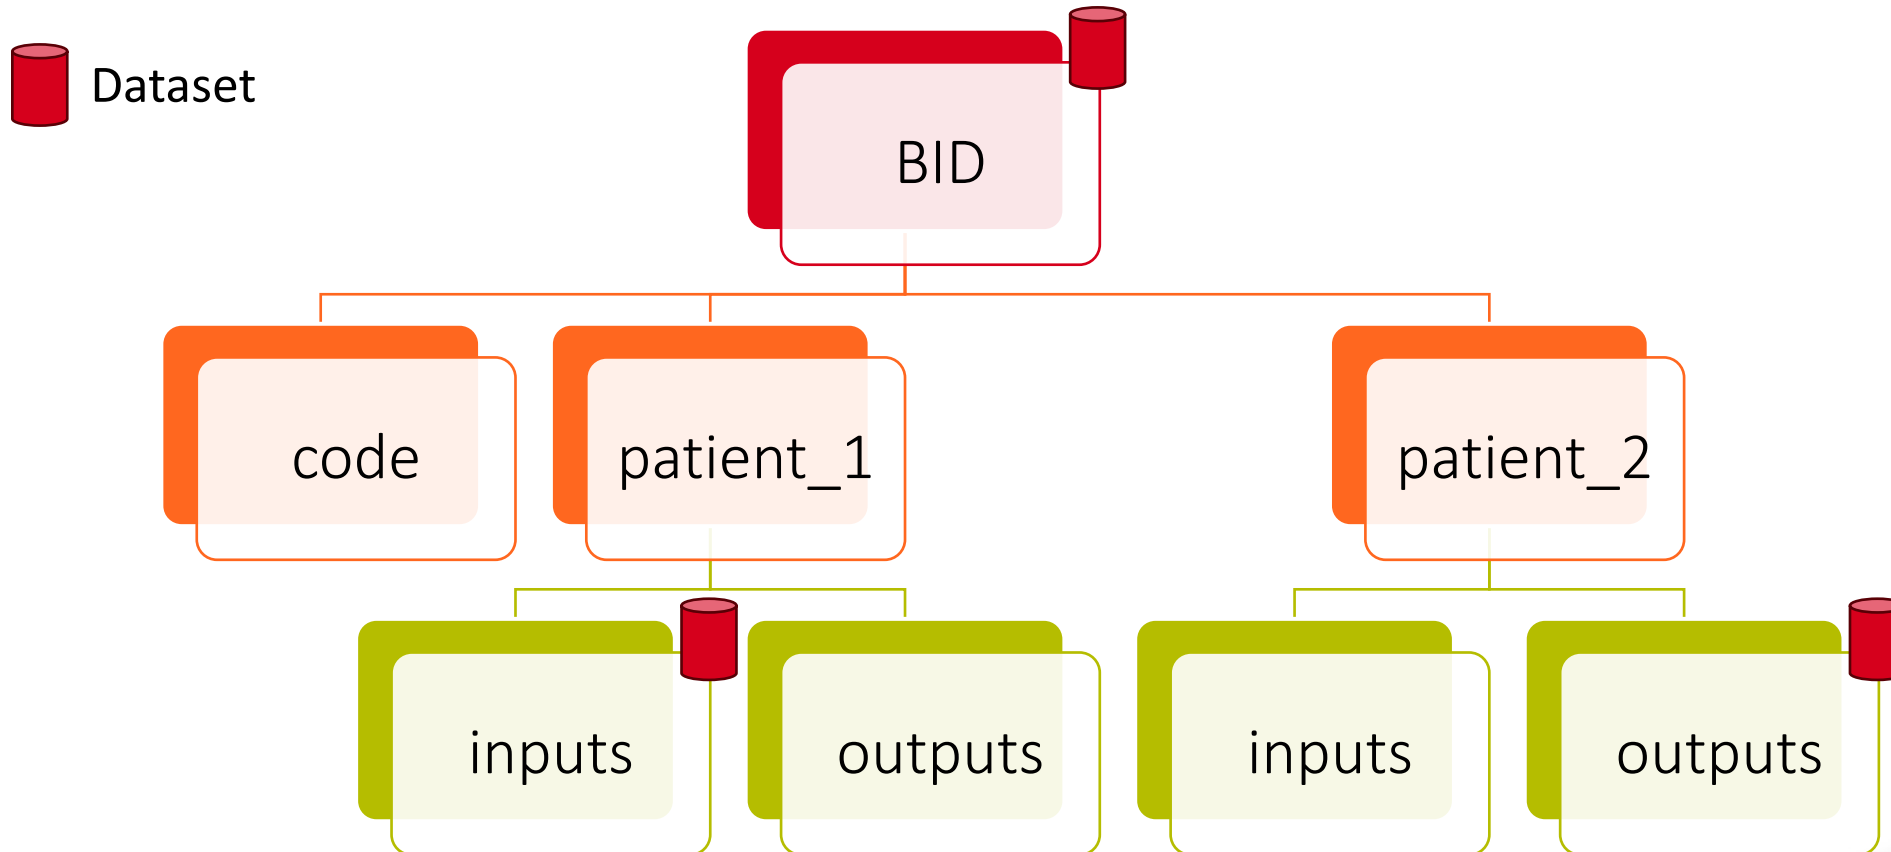 Dataset
BID
code
patient_1
patient_2
inputs
outputs
inputs
outputs